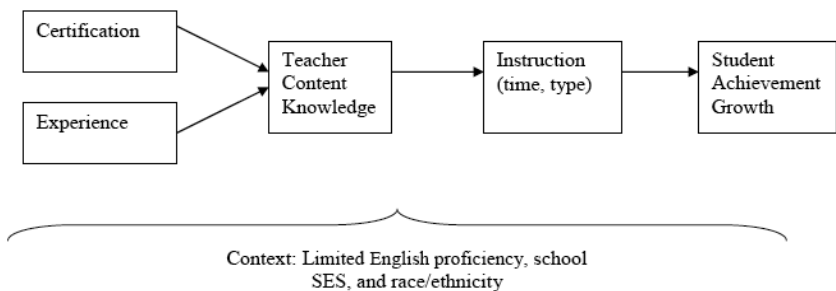 Certification
Experience
Teacher
Content
Knowledge
Instruction
(time, type)
Student
Achievement
Growth
Context: Limited English proficiency, school
SES, and race/ethnicity